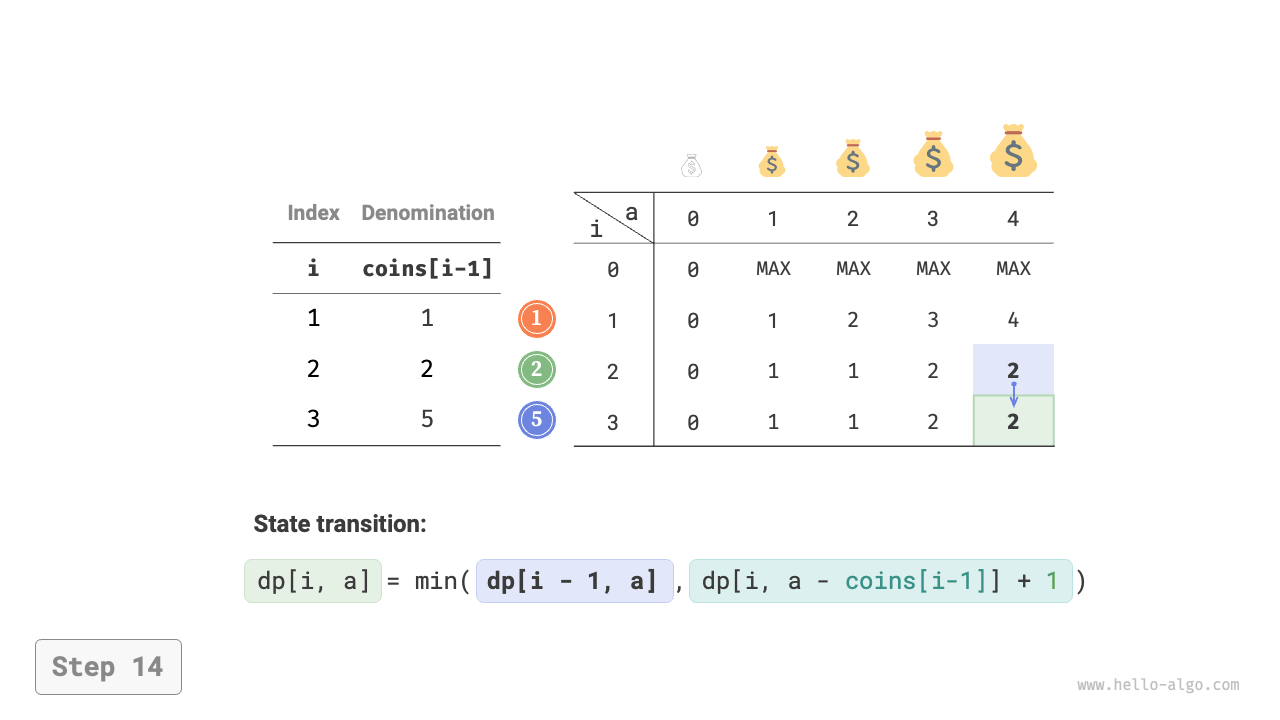 Index Denomination
i coins[i-1]
1 1
2 2
3 5
1
2
5
$ $ $ $ $
a
i
0 1 2 3 4
0 0 MAX MAX MAX MAX
1 0 1 2 3 4
2 0 1 1 2 2
3 0 1 1 2 2
State transition:
dp[i, a] = min( dp[i - 1, a] , dp[i, a - coins[i-1]] + 1 )
Step 14
www.hello-algo.com